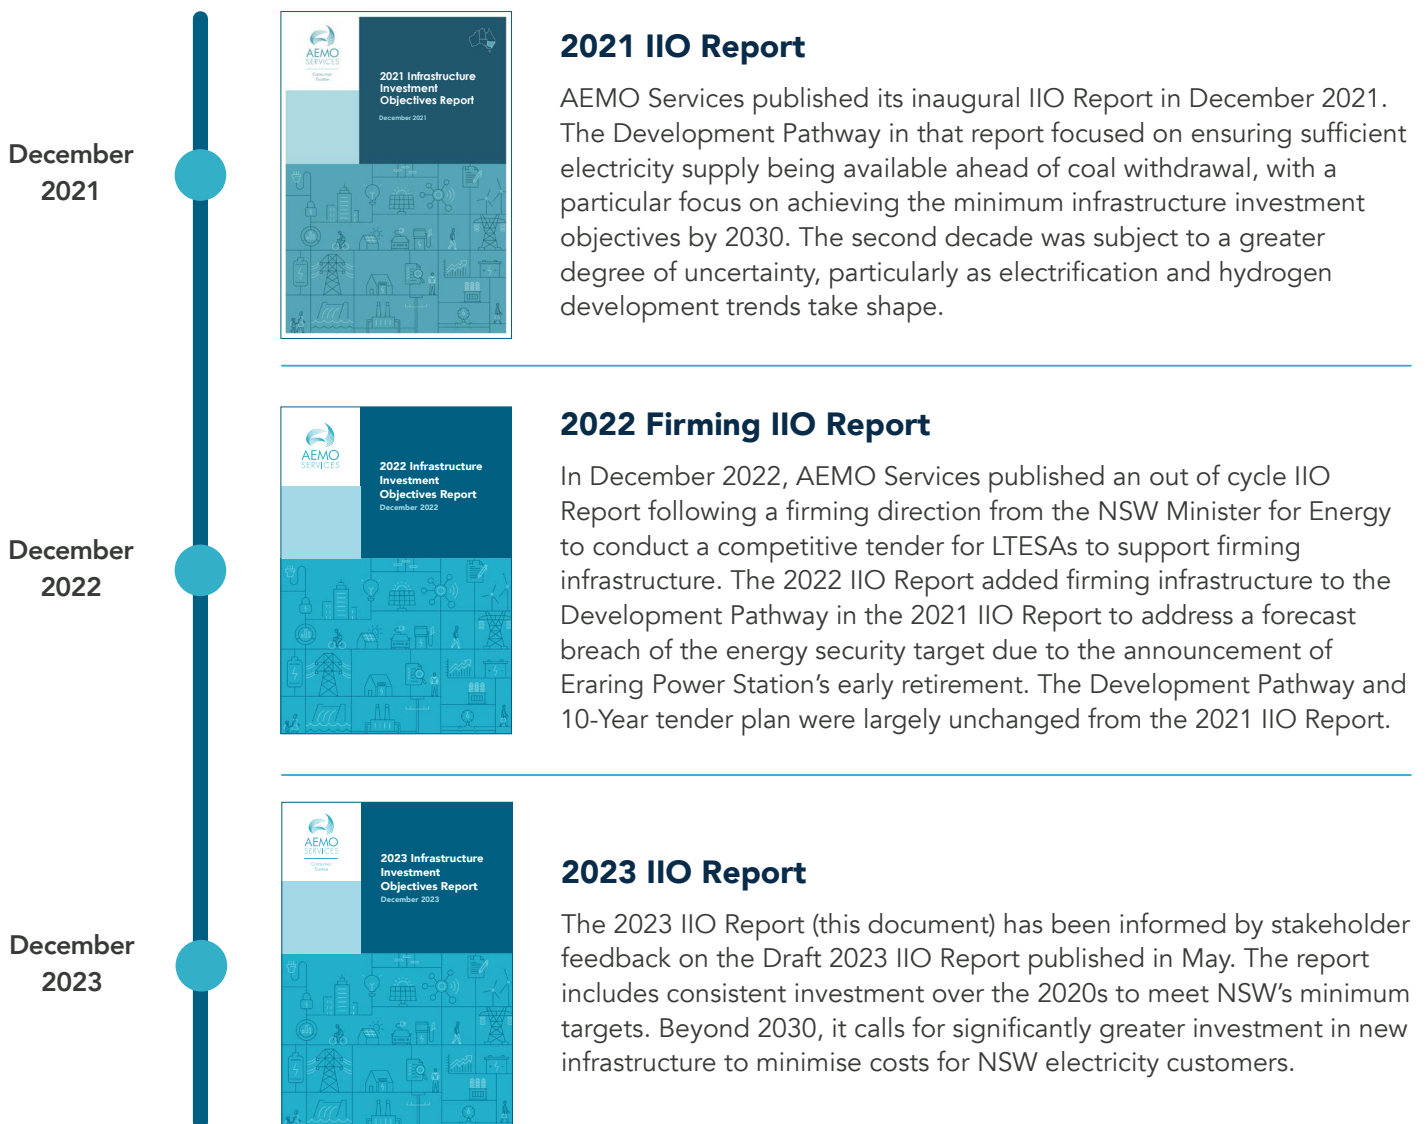 December
2021
AEMO
SERVICES
Consumer
Trustee
2021 Infrastructure
Investment
Objectives Report
December 2021
2021 IIO Report
AEMO Services published its inaugural IIO Report in December 2021.
The Development Pathway in that report focused on ensuring sufficient
electricity supply being available ahead of coal withdrawal, with a
particular focus on achieving the minimum infrastructure investment
objectives by 2030. The second decade was subject to a greater
degree of uncertainty, particularly as electrification and hydrogen
development trends take shape.
December
2022
AEMO
SERVICES
2022 Infrastructure
Investment
Objectives Report
December 2022
2022 Firming IIO Report
In December 2022, AEMO Services published an out of cycle IIO
Report following a firming direction from the NSW Minister for Energy
to conduct a competitive tender for LTESAs to support firming
infrastructure. The 2022 IIO Report added firming infrastructure to the
Development Pathway in the 2021 IIO Report to address a forecast
breach of the energy security target due to the announcement of
Eraring Power Station’s early retirement. The Development Pathway and
10-Year tender plan were largely unchanged from the 2021 IIO Report.
December
2023
AEMO
SERVICES
Consumer
Trustee
2023 Infrastructure
Investment
Objectives Report
December 2023
2023 IIO Report
The 2023 IIO Report (this document) has been informed by stakeholder
feedback on the Draft 2023 IIO Report published in May. The report
includes consistent investment over the 2020s to meet NSW’s minimum
targets. Beyond 2030, it calls for significantly greater investment in new
infrastructure to minimise costs for NSW electricity customers.